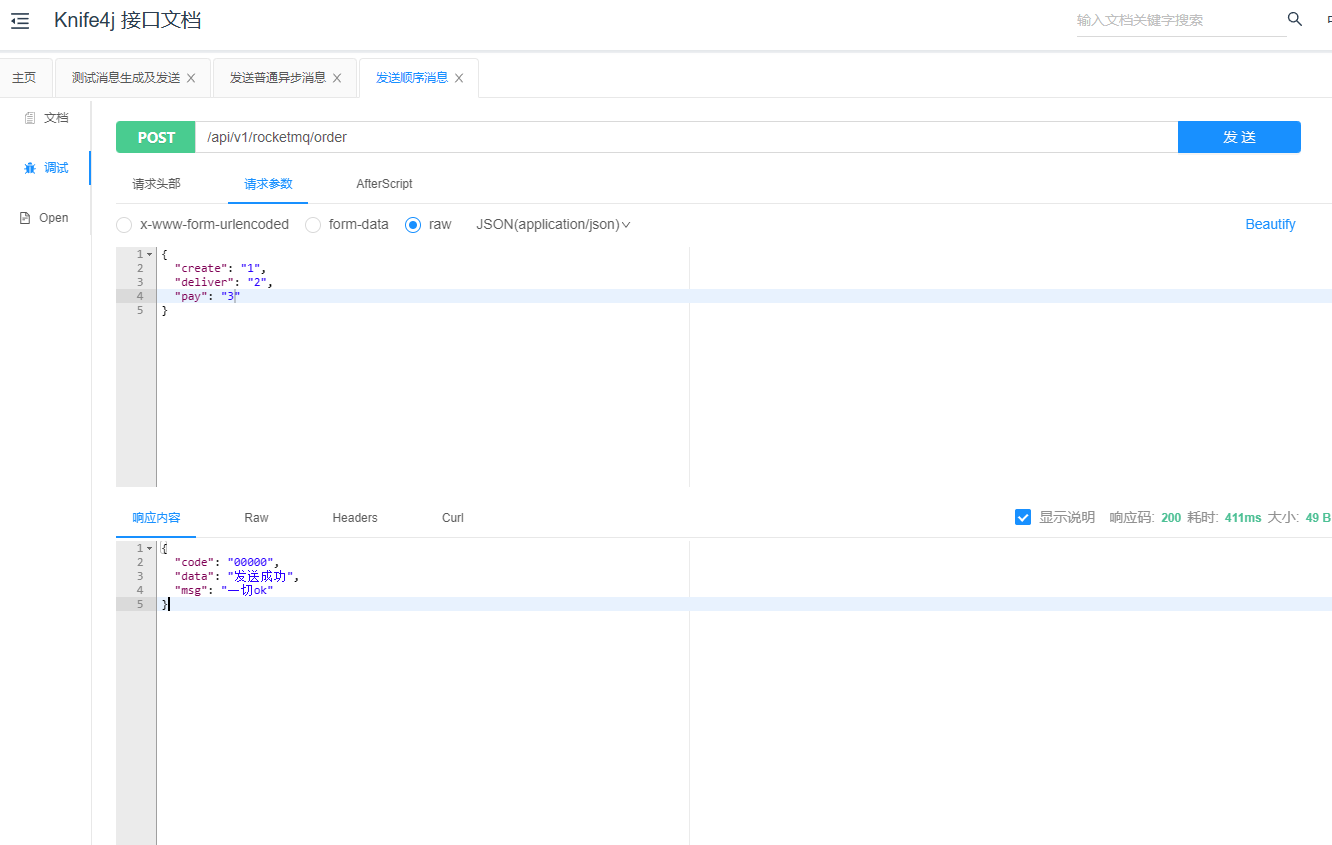 Knife4j 接口文档
输入文档关键字搜索
主页 测试消息生成及发送 发送普通异步消息 发送顺序消息
文档
调试
Open
POST /api/v1/rocketmq/order 发 送
请求头部 请求参数 AfterScript
x-www-form-urlencoded form-data raw JSON(application/json) Beautify
1 {
2 "create": "1",
3 "deliver": "2",
4 "pay": "3"
5 }
响应内容 Raw Headers Curl 显示说明 响应码: 200 耗时: 411ms 大小: 49 B
1 {
2 "code": "00000",
3 "data": "发送成功",
4 "msg": "一切ok"
5 }